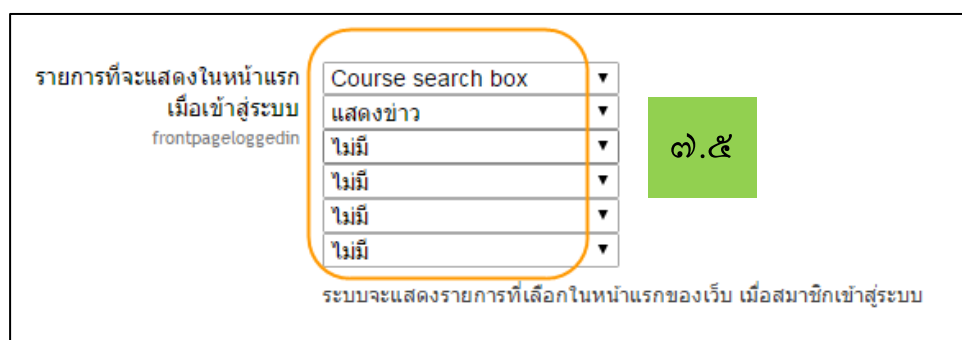 รายการที่จะแสดงในหน้าแรก
เมื่อเข้าสู่ระบบ
frontpageloggedin
Course search box
แสดงข่าว
ไม่มี
ไม่มี
ไม่มี
ไม่มี
๗.๕
ระบบจะแสดงรายการที่เลือกในหน้าแรกของเว็บ เมื่อสมาชิกเข้าสู่ระบบ